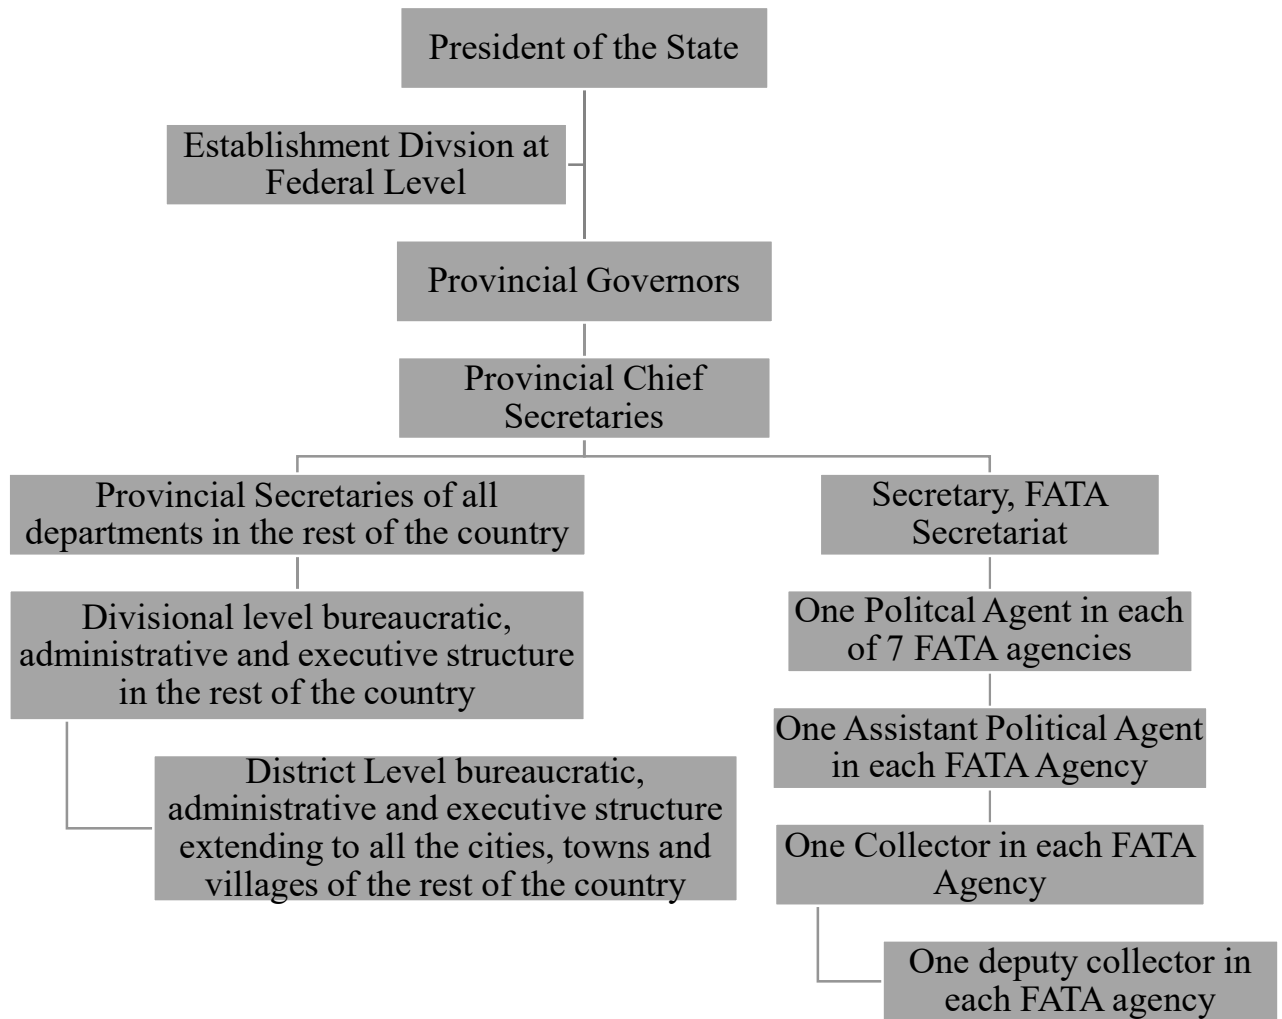 President of the State
Establishment Divsion at
Federal Level
Provincial Governors
Provincial Chief
Secretaries
Provincial Secretaries of all
departments in the rest of the country
Secretary, FATA
Secretariat
Divisional level bureaucratic,
administrative and executive structure
in the rest of the country
One Politcal Agent in each
of 7 FATA agencies
One Assistant Political Agent
in each FATA Agency
District Level bureaucratic,
administrative and executive structure
extending to all the cities, towns and
villages of the rest of the country
One Collector in each FATA
Agency
One deputy collector in
each FATA agency